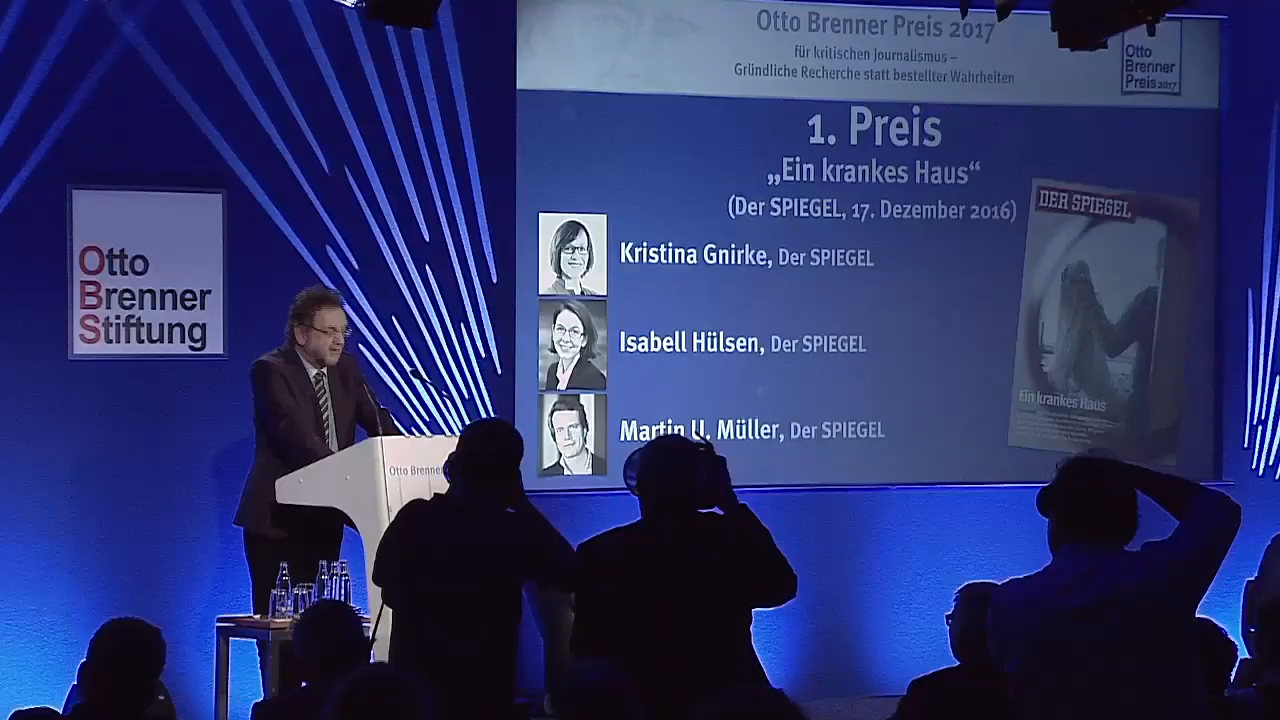 Otto Brenner Preis 2017
für kritischen Journalismus –
Gründliche Recherche statt bestellter Wahrheiten
Otto
Brenner
Preis 2017
1. Preis
„Ein krankes Haus“
(Der SPIEGEL, 17. Dezember 2016)
Kristina Gnirke, Der SPIEGEL
Isabell Hülsen, Der SPIEGEL
Martin U. Müller, Der SPIEGEL
DER SPIEGEL
Ein krankes Haus
Otto
Brenner
Stiftung
Otto Brenner